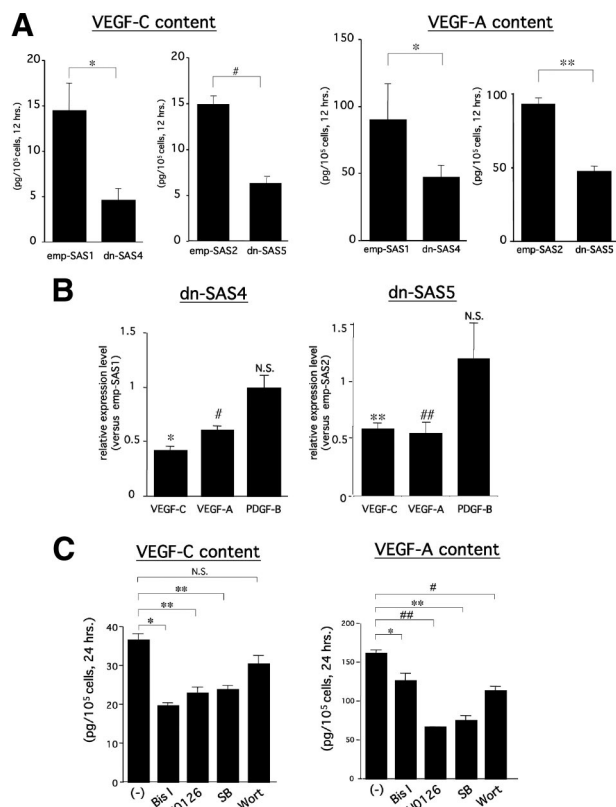 A
VEGF-C content
VEGF-A content
(pg/10⁵ cells, 12 hrs.)
20
15
10
5
0
*
emp-SAS1 dn-SAS4
(pg/10⁵ cells, 12 hrs.)
20
15
10
5
0
#
emp-SAS2 dn-SAS5
(pg/10⁵ cells, 12 hrs.)
150
100
50
0
*
emp-SAS1 dn-SAS4
(pg/10⁵ cells, 12 hrs.)
100
50
0
**
emp-SAS2 dn-SAS5
B
dn-SAS4
dn-SAS5
relative expression level
(versus emp-SAS1)
1.5
1
0.5
0
*
#
N.S.
VEGF-C VEGF-A PDGF-B
relative expression level
(versus emp-SAS2)
1.5
1
0.5
0
**
##
N.S.
VEGF-C VEGF-A PDGF-B
C
VEGF-C content
VEGF-A content
(pg/10⁵ cells, 24 hrs.)
40
30
20
10
0
N.S.
**
**
*
(-) Bis I U0126 SB Wort
(pg/10⁵ cells, 24 hrs.)
200
150
100
50
0
#
**
##
*
(-) Bis I U0126 SB Wort